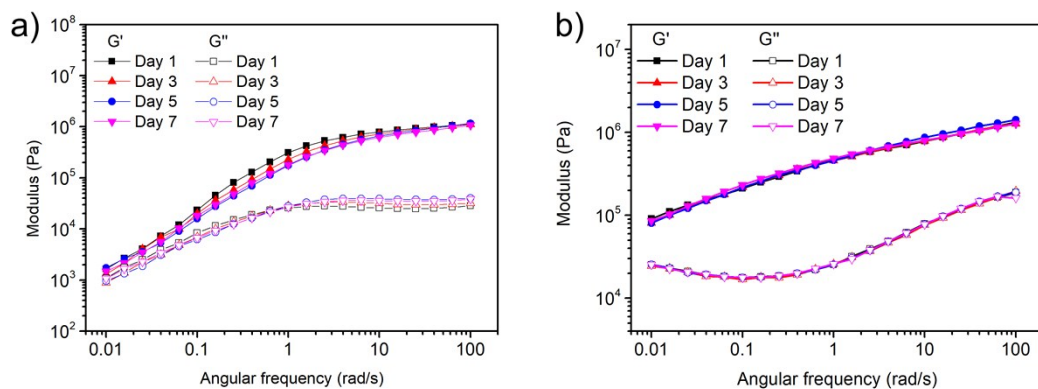 a)
G' G''
Day 1 Day 1
Day 3 Day 3
Day 5 Day 5
Day 7 Day 7
Modulus (Pa)
10^8
10^7
10^6
10^5
10^4
10^3
10^2
0.01 0.1 1 10 100
Angular frequency (rad/s)
b)
G' G''
Day 1 Day 1
Day 3 Day 3
Day 5 Day 5
Day 7 Day 7
Modulus (Pa)
10^7
10^6
10^5
10^4
0.01 0.1 1 10 100
Angular frequency (rad/s)